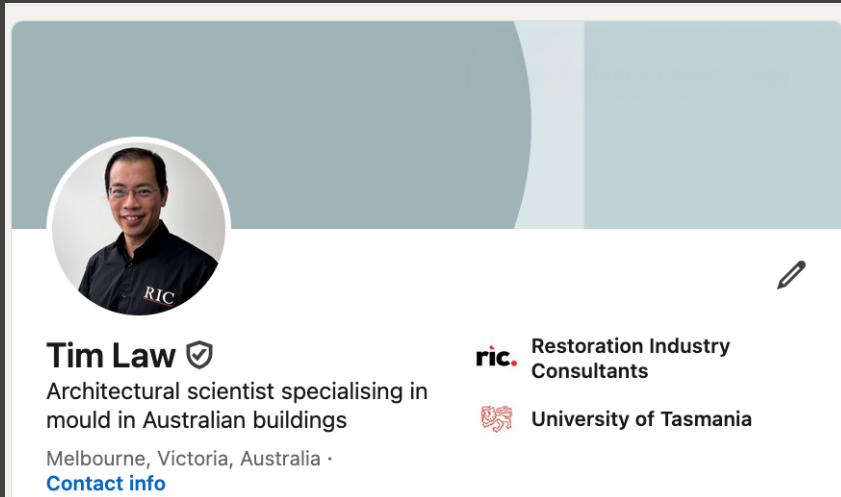 RIC
Tim Law
Architectural scientist specialising in
mould in Australian buildings
Melbourne, Victoria, Australia ·
Contact info
ric.
Restoration Industry
Consultants
University of Tasmania